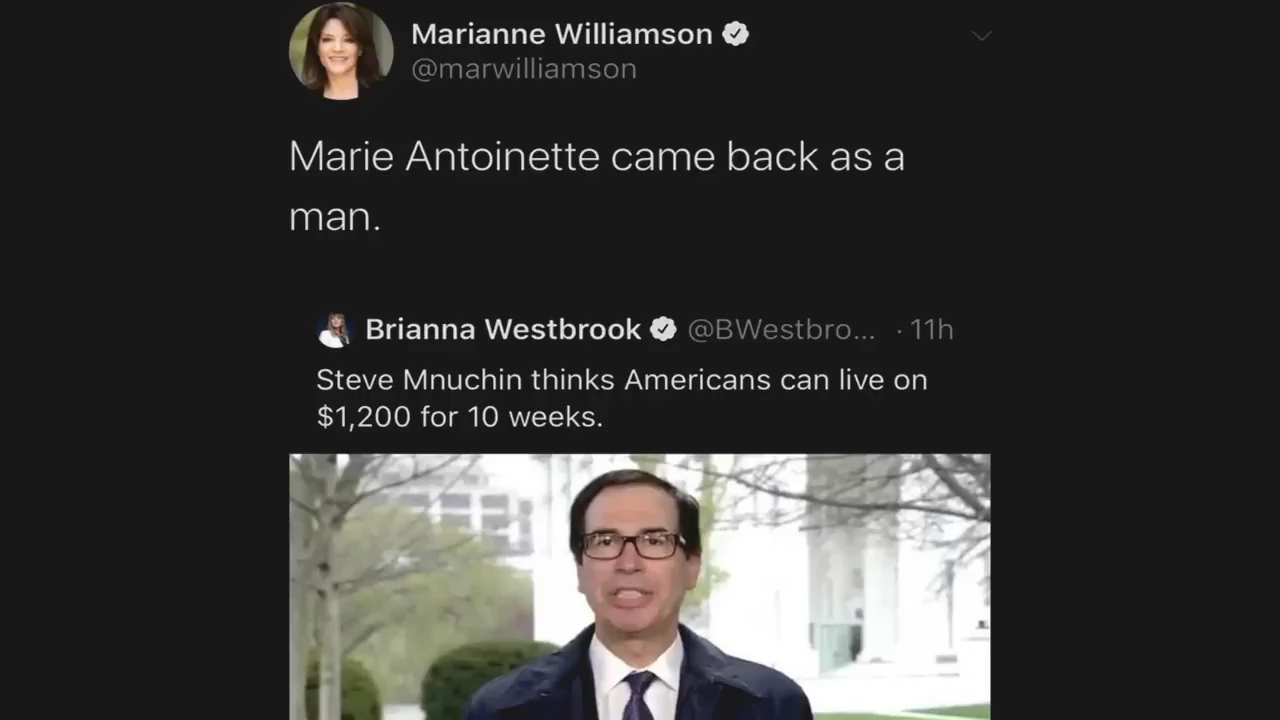 Marianne Williamson
@marwilliamson
Marie Antoinette came back as a
man.
Brianna Westbrook @BWestbro... · 11h
Steve Mnuchin thinks Americans can live on
$1,200 for 10 weeks.